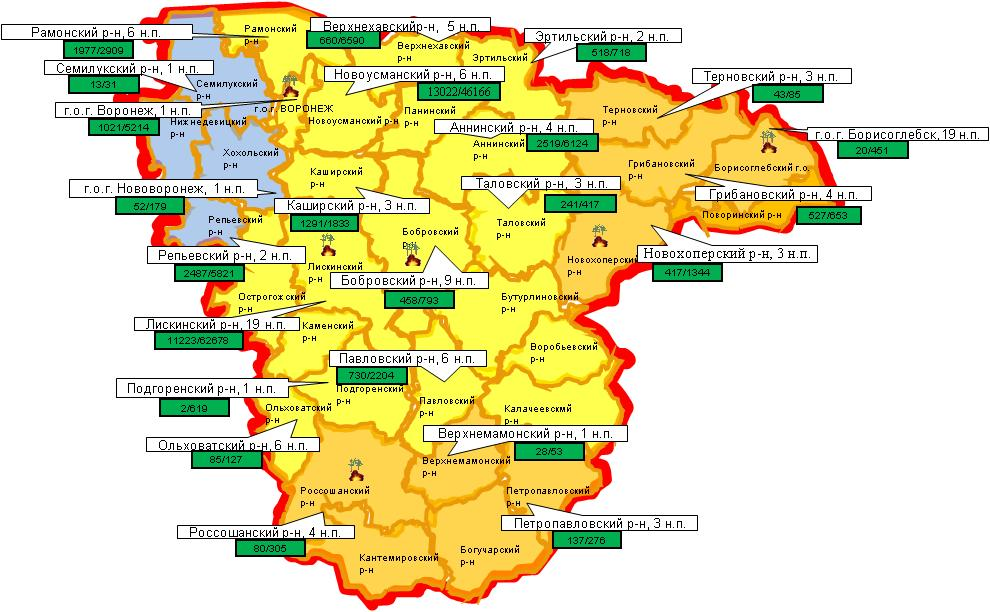 Рамонский р-н, 6 н.п.
1977/2909
Рамонский
р-н
Верхнехавский р-н, 5 н.п.
660/6590
Верхнехавский
р-н
Эртильский р-н, 2 н.п.
518/718
Эртильский
р-н
Семилукский р-н, 1 н.п.
13/31
Семилукский
р-н
Новоусманский р-н, 6 н.п.
13022/46166
Терновский р-н, 3 н.п.
43/85
г.о.г. Воронеж, 1 н.п.
1021/5214
г.о.г. ВОРОНЕЖ
Новоусманский
р-н
Панинский
р-н
Терновский
р-н
Нижнедевицкий
р-н
Аннинский р-н, 4 н.п.
2519/6124
Аннинский
р-н
г.о.г. Борисоглебск, 19 н.п.
20/451
Хохольский
р-н
Каширский
р-н
Грибановский
р-н
Борисоглебский г.о.
г.о.г. Нововоронеж, 1 н.п.
52/179
Таловский р-н, 3 н.п.
241/417
Грибановский р-н, 4 н.п.
527/653
Каширский р-н, 3 н.п.
1291/1833
Поворинский р-н
Репьевский
р-н
Бобровский
р-н
Таловский
р-н
Репьевский р-н, 2 н.п.
2487/5821
Лискинский
р-н
Новохоперский
р-н
Новохоперский р-н, 3 н.п.
417/1344
Бобровский р-н, 9 н.п.
458/793
Острогожский
р-н
Бутурлиновский
р-н
Лискинский р-н, 19 н.п.
11223/62678
Каменский
р-н
Воробьевский
р-н
Павловский р-н, 6 н.п.
730/2204
Подгоренский р-н, 1 н.п.
2/619
Подгоренский
р-н
Ольховатский
р-н
Павловский
р-н
Калачеевскмй
р-н
Ольховатский р-н, 6 н.п.
85/127
Верхнемамонский р-н, 1 н.п.
28/53
Верхнемамонский
р-н
Россошанский
р-н
Петропавловский
р-н
Россошанский р-н, 4 н.п.
80/305
Петропавловский р-н, 3 н.п.
137/276
Кантемировский
р-н
Богучарский
р-н